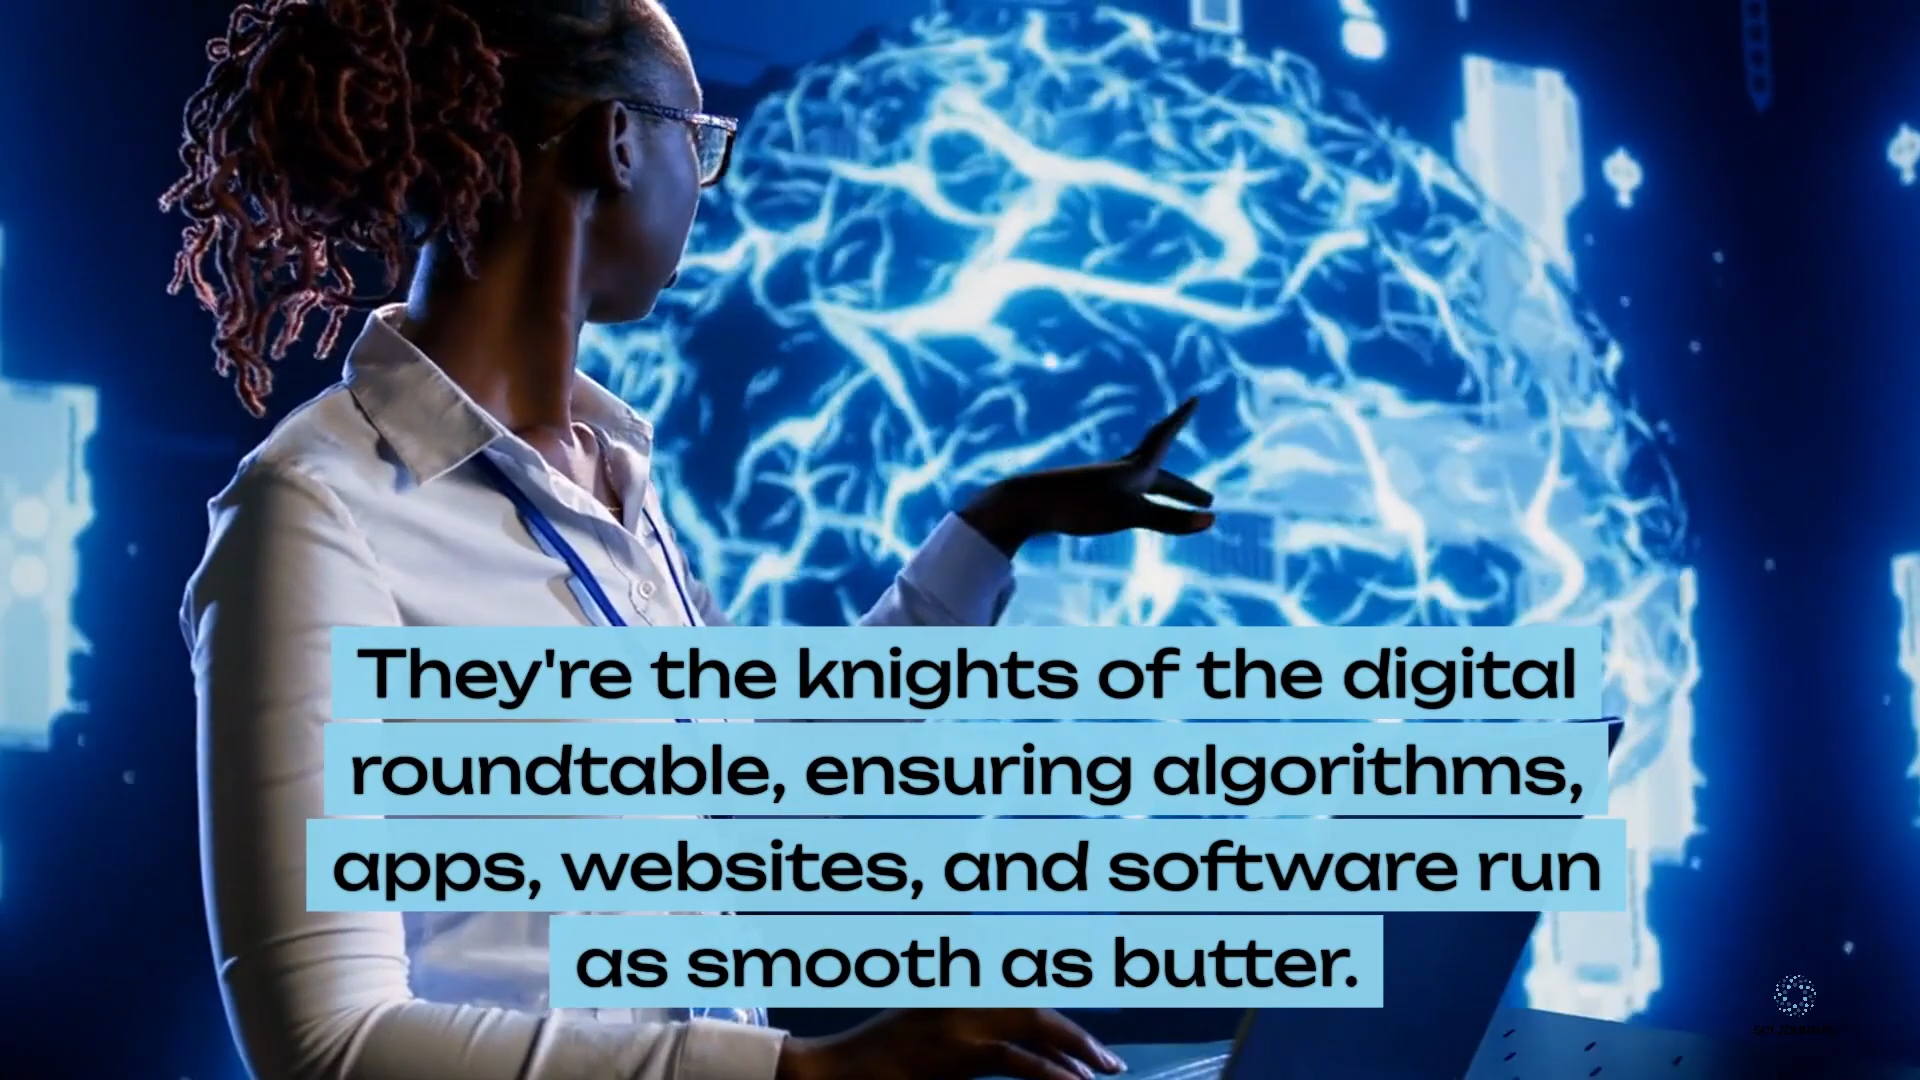 They're the knights of the digital
roundtable, ensuring algorithms,
apps, websites, and software run
as smooth as butter.